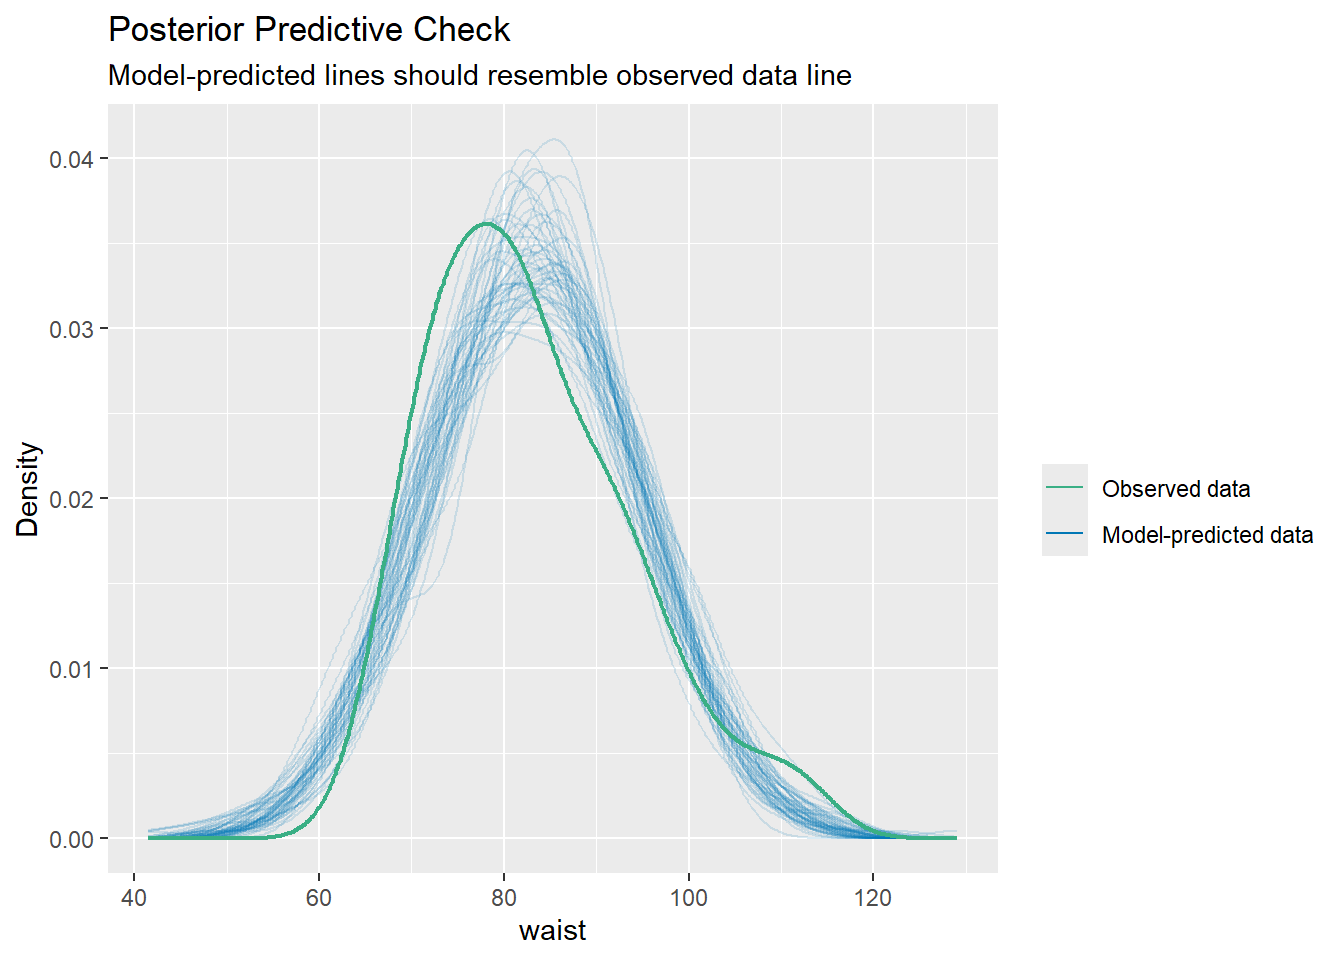 Posterior Predictive Check
Model-predicted lines should resemble observed data line
Density
0.04
0.03
0.02
0.01
0.00
40 60 80 100 120
waist
Observed data
Model-predicted data